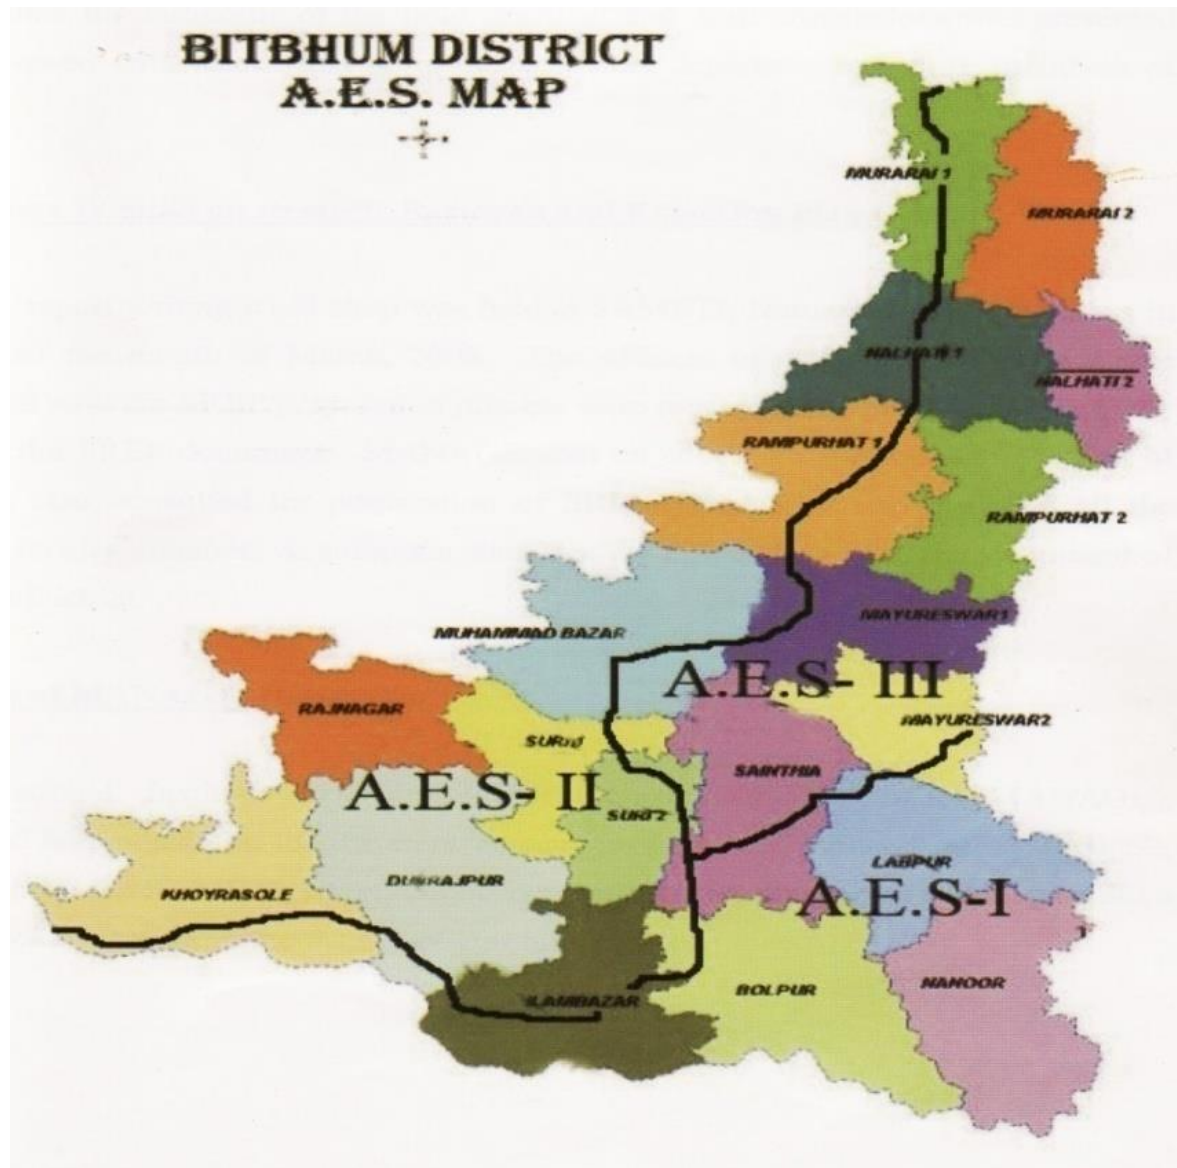 BITBHUM DISTRICT
A.E.S. MAP
MURARAI 1
MURARAI 2
NALHATI 1
NALHATI 2
RAMPURHAT 1
RAMPURHAT 2
MAYURESWAR1
MUHAMMAD BAZAR
A.E.S- III
RAJNAGAR
MAYURESWAR2
SURI
SAINTHIA
A.E.S- II
SURI 2
LABPUR
DUBRAJPUR
KHOYRASOLE
A.E.S-I
NANOOR
BOLPUR
ILAMBAZAR